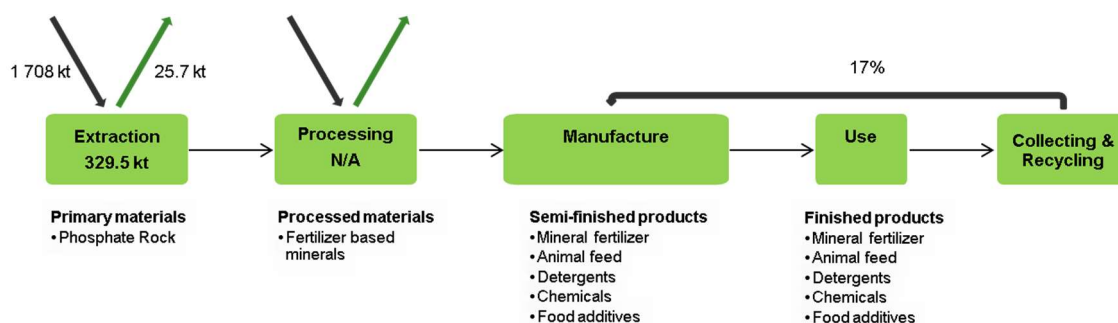 1 708 kt
25.7 kt
17%
Extraction
329.5 kt
Processing
N/A
Manufacture
Use
Collecting &
Recycling
Primary materials
• Phosphate Rock
Processed materials
• Fertilizer based
minerals
Semi-finished products
• Mineral fertilizer
• Animal feed
• Detergents
• Chemicals
• Food additives
Finished products
• Mineral fertilizer
• Animal feed
• Detergents
• Chemicals
• Food additives